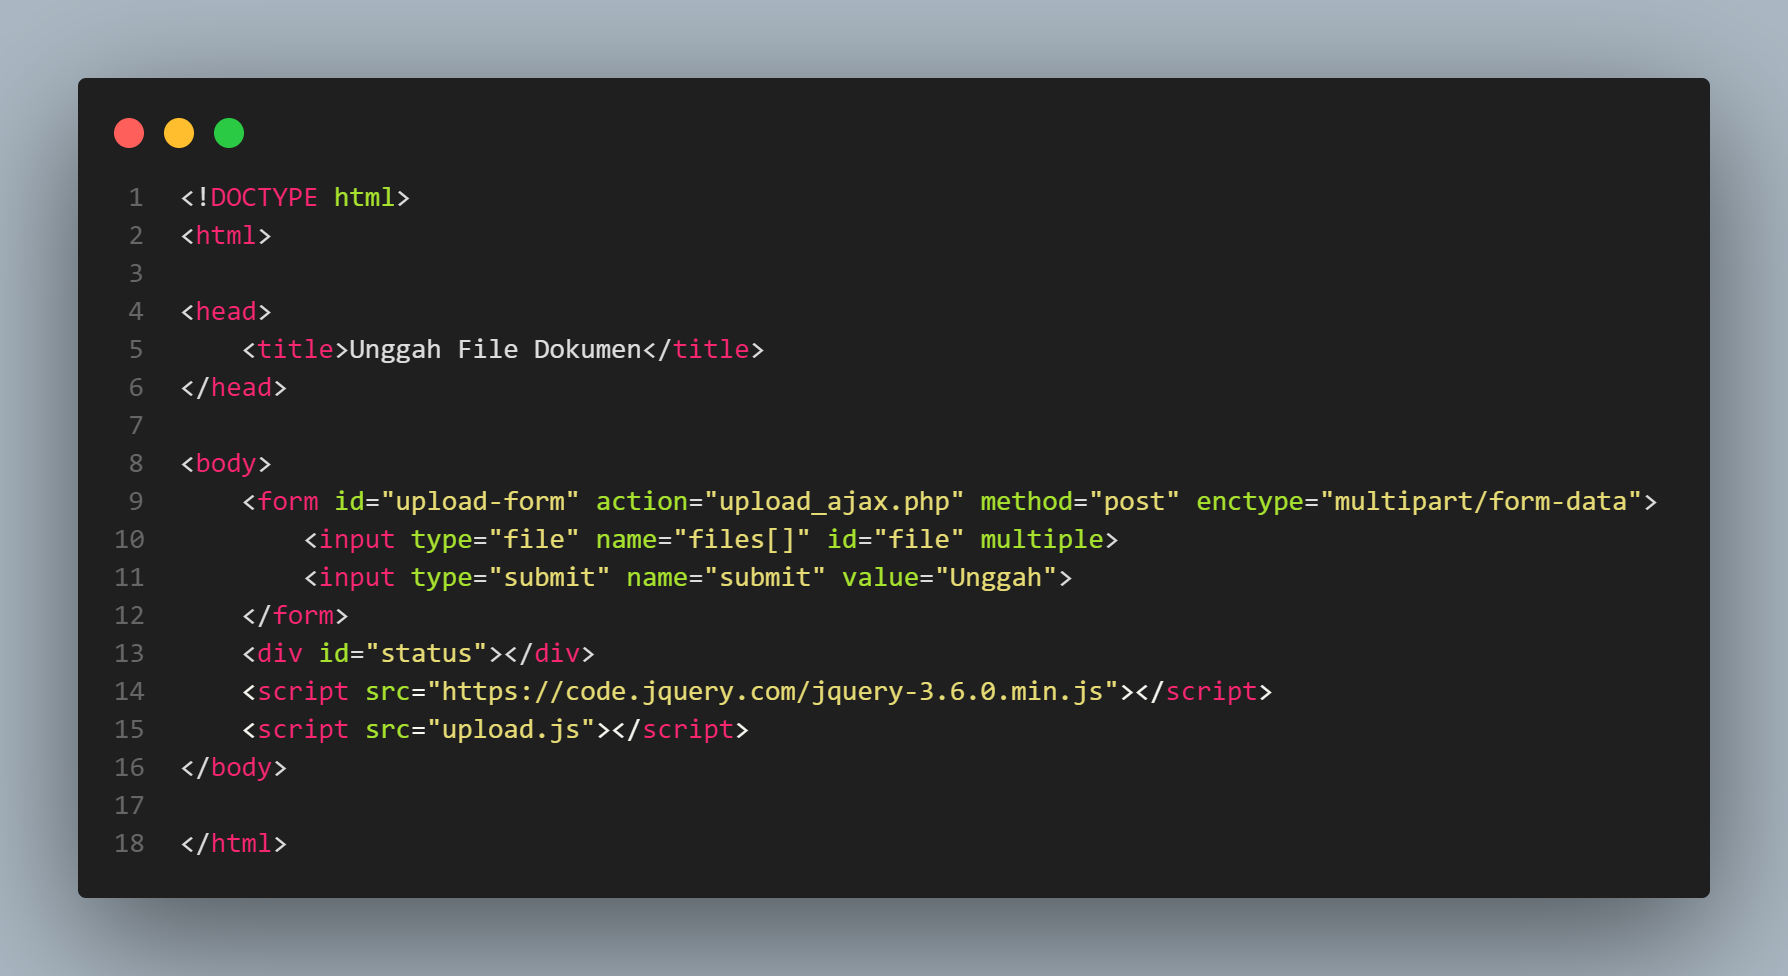 1 <!DOCTYPE html>
2 <html>
3
4 <head>
5     <title>Unggah File Dokumen</title>
6 </head>
7
8 <body>
9     <form id="upload-form" action="upload_ajax.php" method="post" enctype="multipart/form-data">
10         <input type="file" name="files[]" id="file" multiple>
11         <input type="submit" name="submit" value="Unggah">
12     </form>
13     <div id="status"></div>
14     <script src="https://code.jquery.com/jquery-3.6.0.min.js"></script>
15     <script src="upload.js"></script>
16 </body>
17
18 </html>